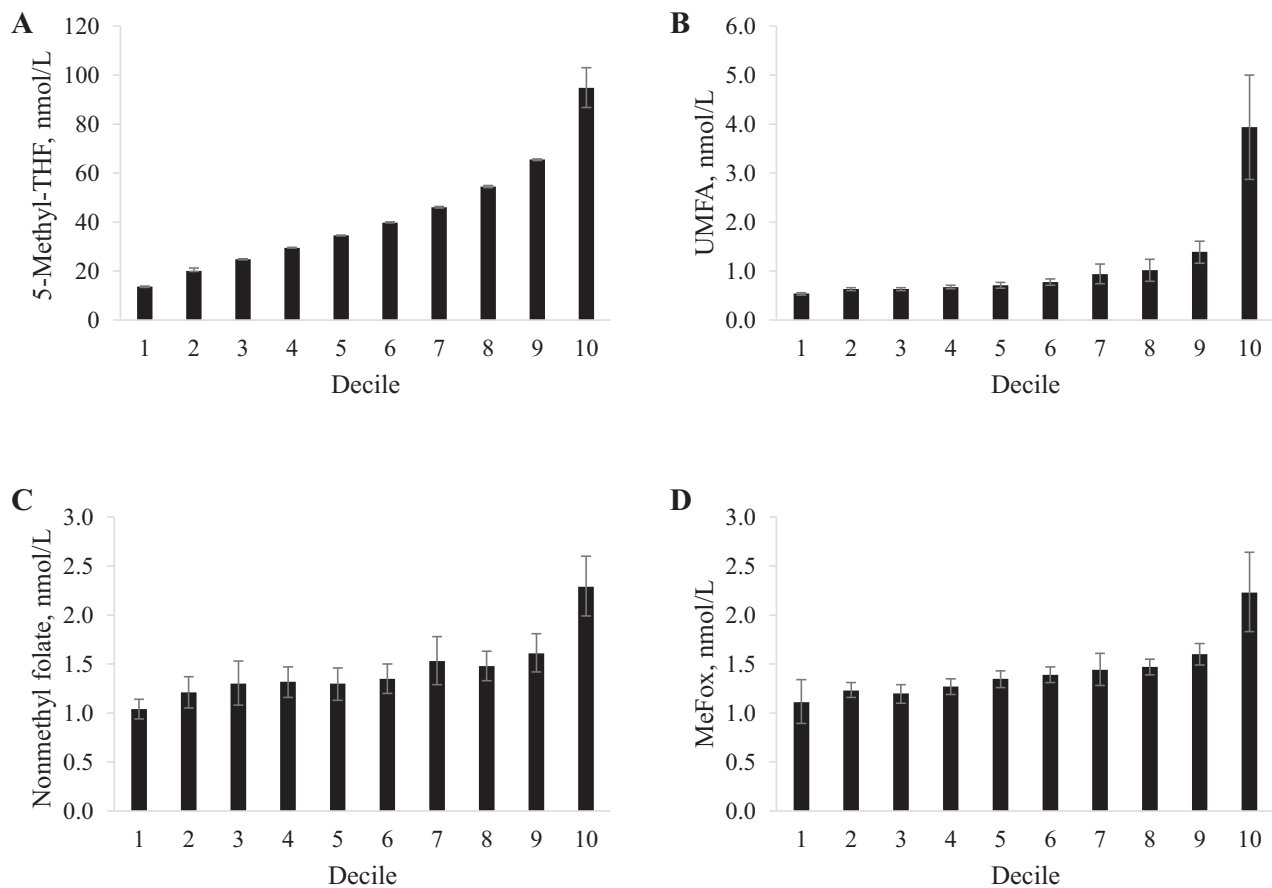 A
5-Methyl-THF, nmol/L
120
100
80
60
40
20
0
1 2 3 4 5 6 7 8 9 10
Decile
B
UMFA, nmol/L
6.0
5.0
4.0
3.0
2.0
1.0
0.0
1 2 3 4 5 6 7 8 9 10
Decile
C
Nonmethyl folate, nmol/L
3.0
2.5
2.0
1.5
1.0
0.5
0.0
1 2 3 4 5 6 7 8 9 10
Decile
D
MeFox, nmol/L
3.0
2.5
2.0
1.5
1.0
0.5
0.0
1 2 3 4 5 6 7 8 9 10
Decile